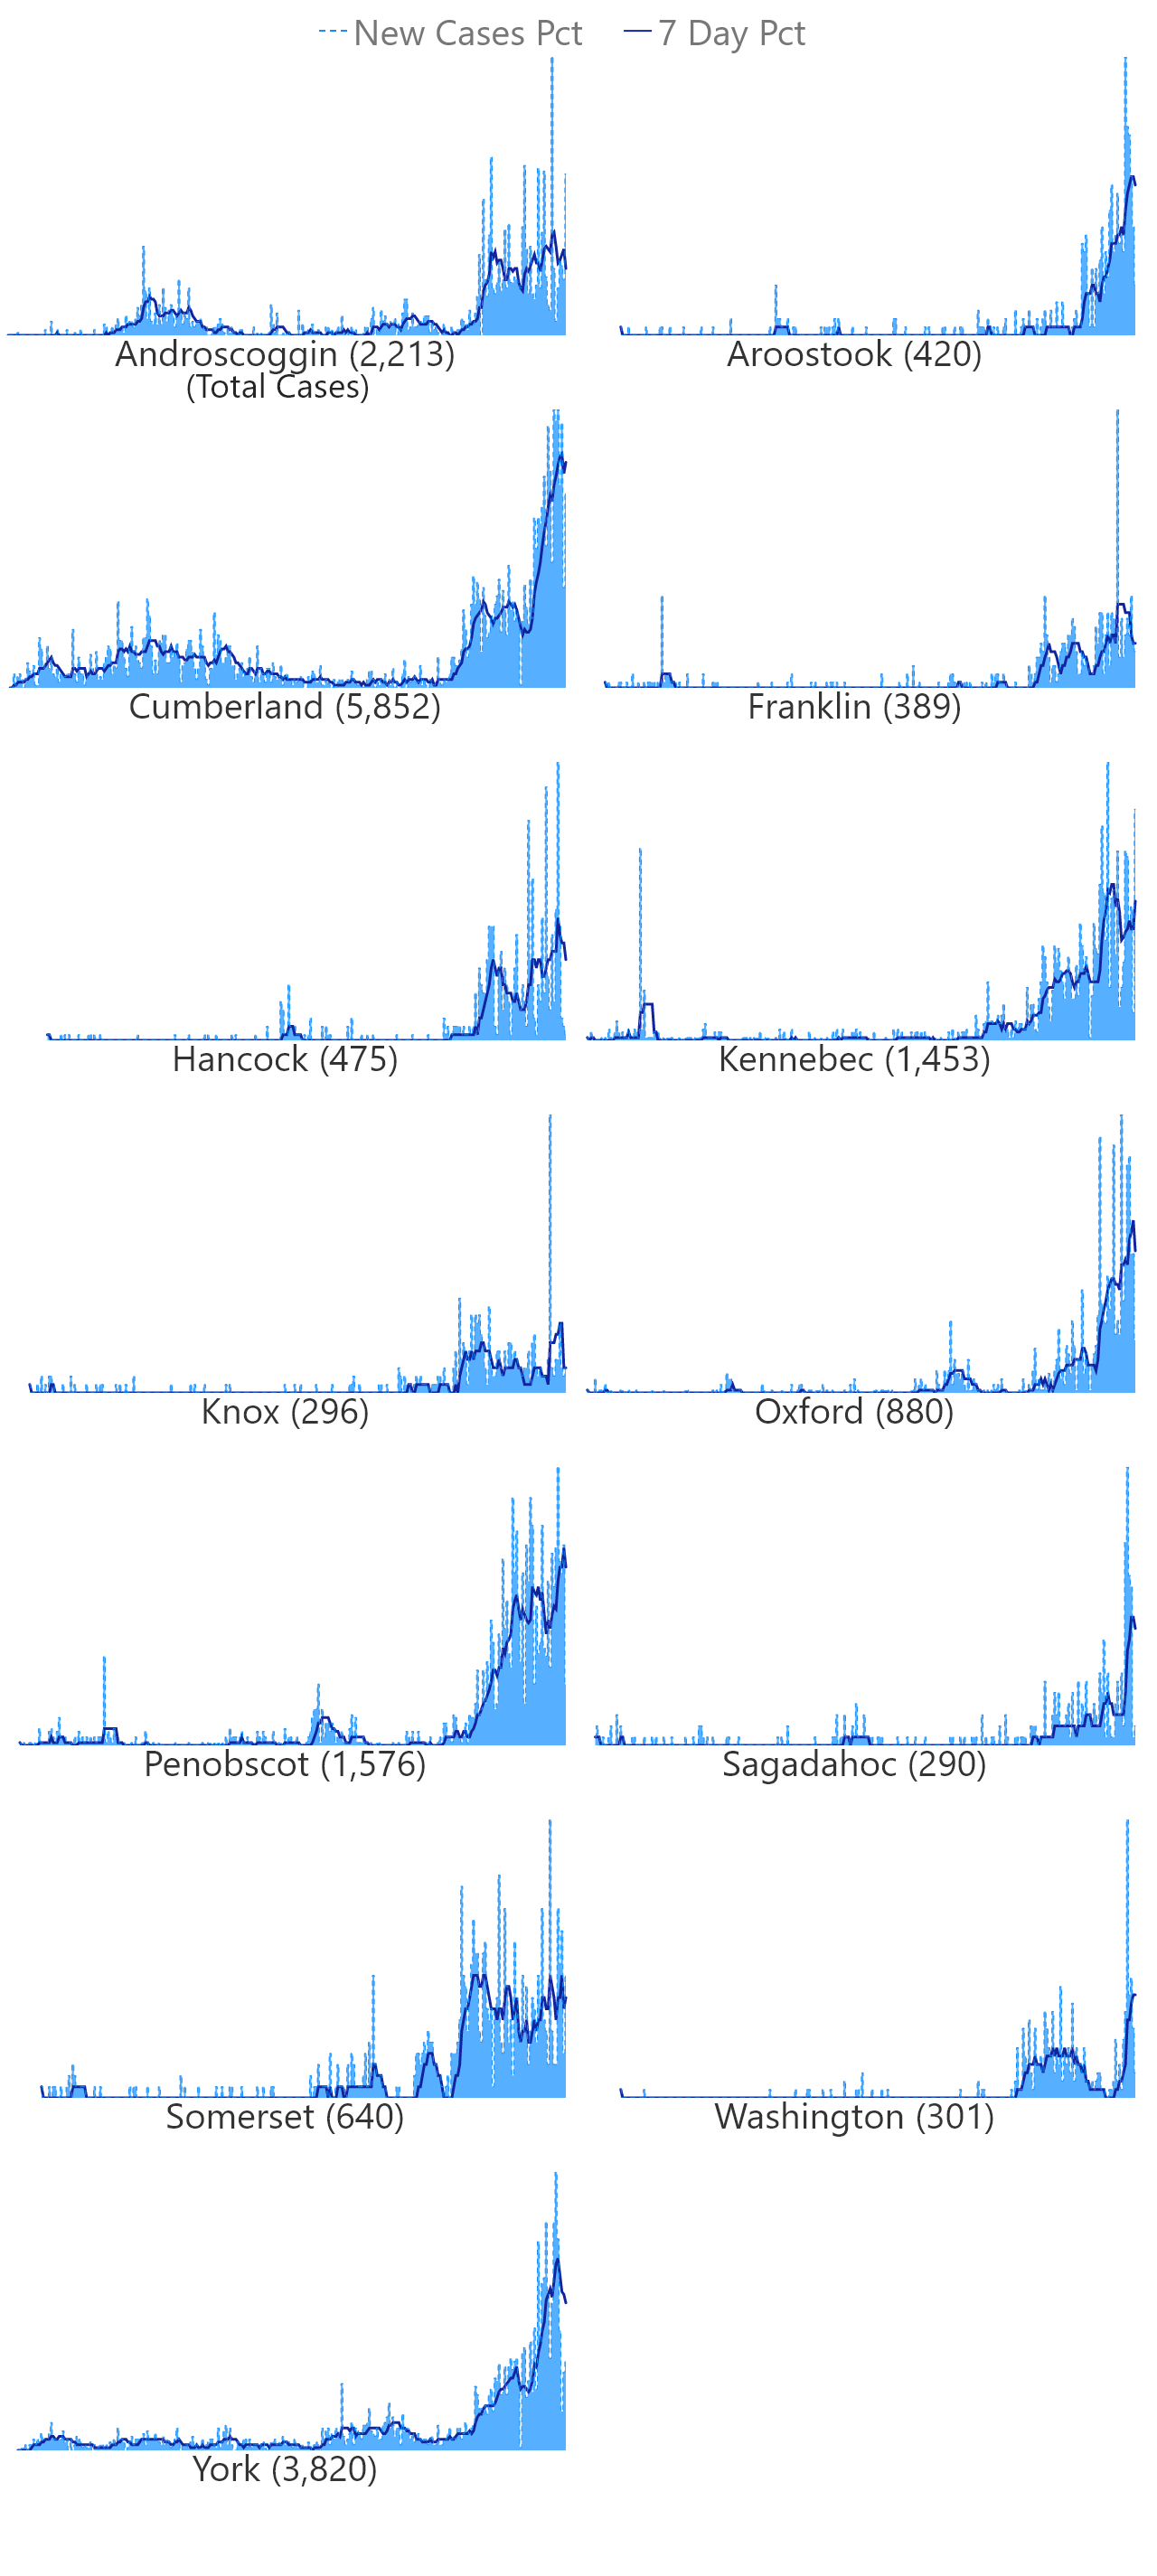 New Cases Pct 7 Day Pct
Androscoggin (2,213) Aroostook (420)
(Total Cases)
Cumberland (5,852) Franklin (389)
Hancock (475) Kennebec (1,453)
Knox (296) Oxford (880)
Penobscot (1,576) Sagadahoc (290)
Somerset (640) Washington (301)
York (3,820)